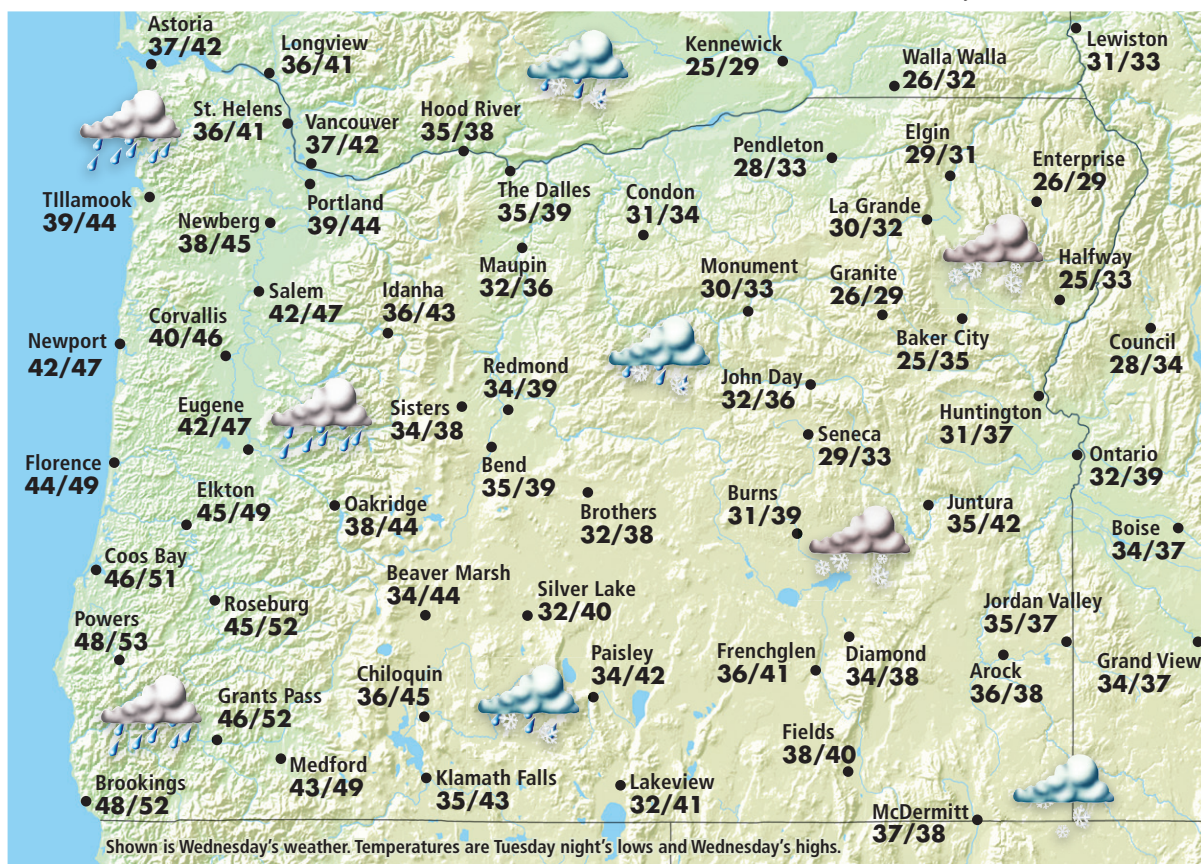 Astoria
37/42
Longview
36/41
Kennewick
25/29
Walla Walla
26/32
Lewiston
31/33
St. Helens
36/41
Vancouver
37/42
Hood River
35/38
Pendleton
28/33
Elgin
29/31
Enterprise
26/29
TIllamook
39/44
Newberg
38/45
Portland
39/44
The Dalles
35/39
Condon
31/34
La Grande
30/32
Maupin
32/36
Monument
30/33
Granite
26/29
Halfway
25/33
Salem
42/47
Idanha
36/43
Corvallis
40/46
Newport
42/47
Baker City
25/35
Council
28/34
Redmond
34/39
John Day
32/36
Eugene
42/47
Sisters
34/38
Huntington
31/37
Seneca
29/33
Florence
44/49
Bend
35/39
Ontario
32/39
Elkton
45/49
Oakridge
38/44
Brothers
32/38
Burns
31/39
Juntura
35/42
Boise
34/37
Coos Bay
46/51
Beaver Marsh
34/44
Silver Lake
32/40
Roseburg
45/52
Jordan Valley
35/37
Powers
48/53
Paisley
34/42
Frenchglen
36/41
Diamond
34/38
Arock
36/38
Grand View
34/37
Chiloquin
36/45
Grants Pass
46/52
Fields
38/40
Medford
43/49
Klamath Falls
35/43
Lakeview
32/41
Brookings
48/52
McDermitt
37/38
Shown is Wednesday's weather. Temperatures are Tuesday night's lows and Wednesday's highs.